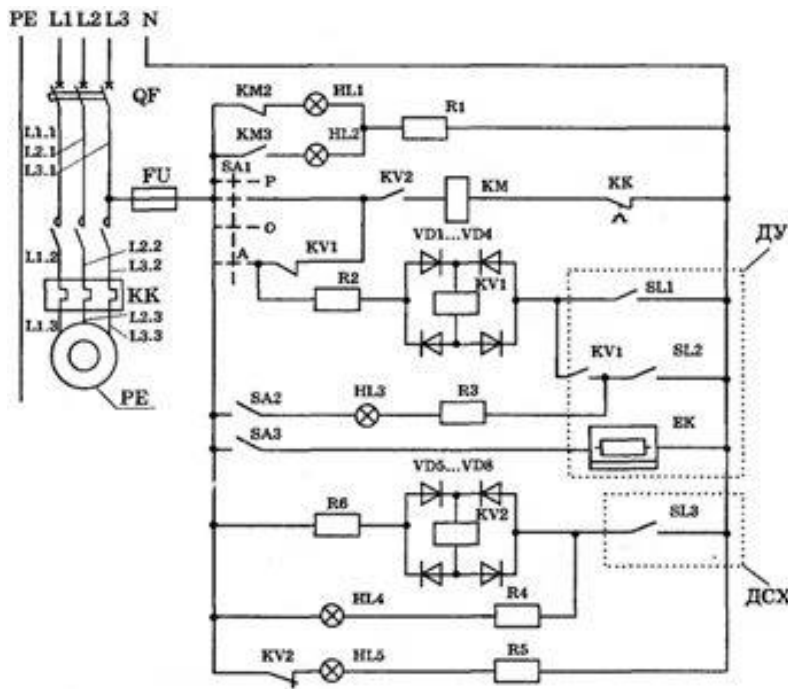 PE L1 L2 L3 N
QF
L1.1
L2.1
L3.1
FU
L1.2
L2.2
L3.2
KK
L1.3
L2.3
L3.3
PE
KM2 HL1
R1
KM3 HL2
SA1
P
KV2 KM KK
O
A KV1
VD1...VD4
ДУ
R2 KV1 SL1
KV1 SL2
SA2 HL3 R3
SA3 EK
VD5...VD8
R6 KV2 SL3
HL4 R4
ДСХ
KV2 HL5 R5